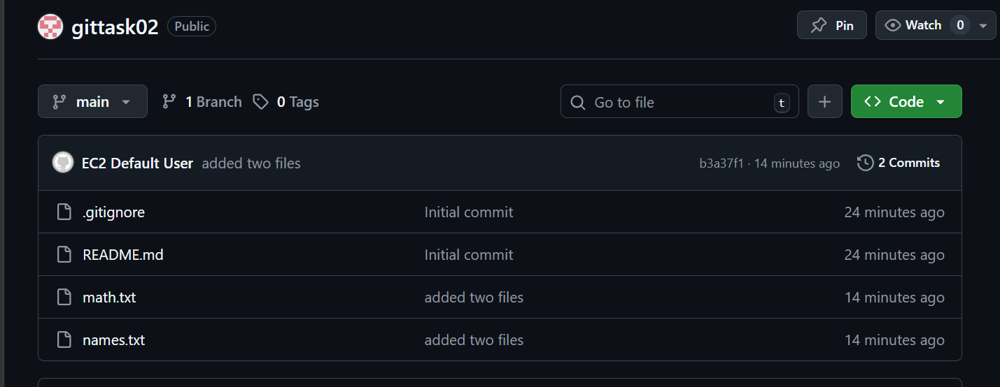 gittask02 Public Pin Watch 0
main 1 Branch 0 Tags Go to file t Code
EC2 Default User added two files b3a37f1 · 14 minutes ago 2 Commits
.gitignore Initial commit 24 minutes ago
README.md Initial commit 24 minutes ago
math.txt added two files 14 minutes ago
names.txt added two files 14 minutes ago